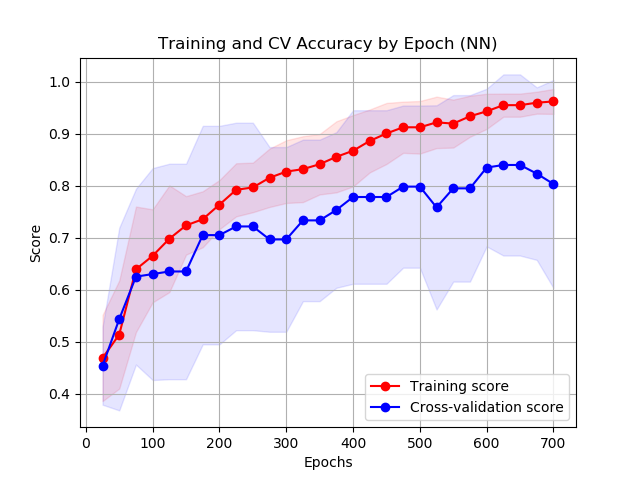 Training and CV Accuracy by Epoch (NN)
1.0
0.9
0.8
0.7
0.6
0.5
0.4
Score
0 100 200 300 400 500 600 700
Epochs
Training score
Cross-validation score